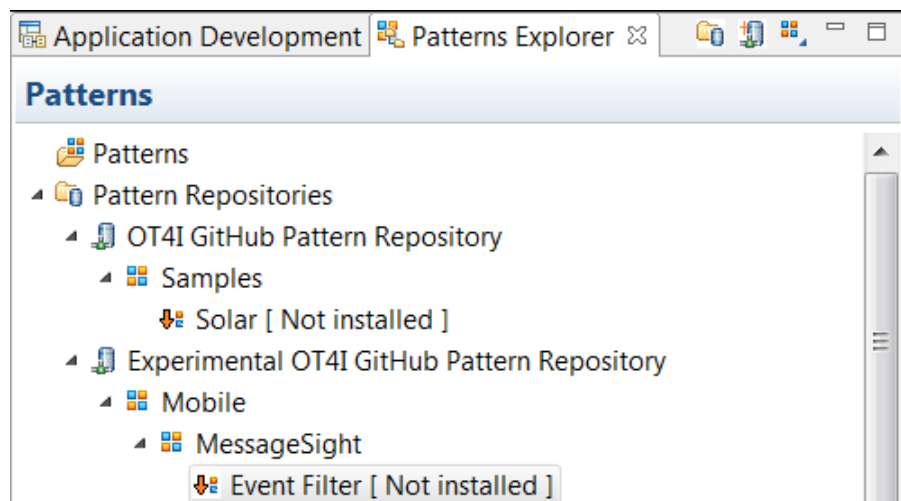 Application Development Patterns Explorer
Patterns
Patterns
Pattern Repositories
OT4I GitHub Pattern Repository
Samples
Solar [ Not installed ]
Experimental OT4I GitHub Pattern Repository
Mobile
MessageSight
Event Filter [ Not installed ]